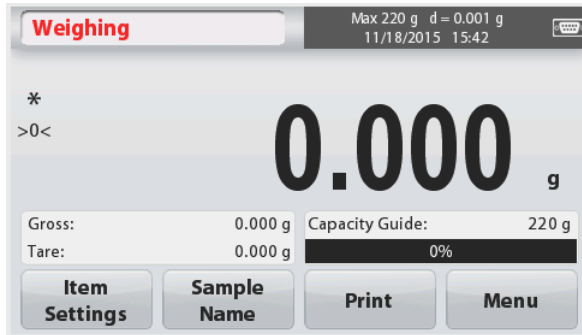 Weighing
Max 220 g d = 0.001 g
11/18/2015 15:42
*
>0<
0.000 g
Gross: 0.000 g
Tare: 0.000 g
Capacity Guide: 220 g
0%
Item Settings
Sample Name
Print
Menu